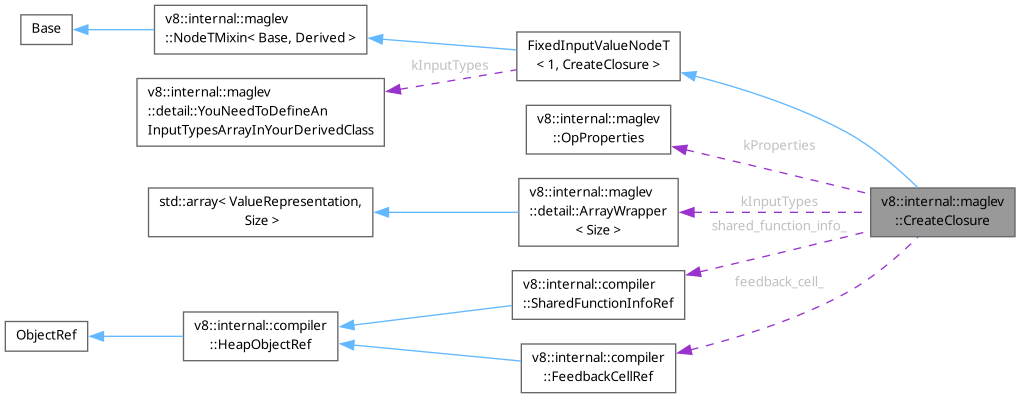 Base
v8::internal::maglev
::NodeTMixin< Base, Derived >
FixedInputValueNodeT
< 1, CreateClosure >
kInputTypes
v8::internal::maglev
::detail::YouNeedToDefineAn
InputTypesArrayInYourDerivedClass
v8::internal::maglev
::OpProperties
kProperties
std::array< ValueRepresentation,
Size >
v8::internal::maglev
::detail::ArrayWrapper
< Size >
kInputTypes
v8::internal::maglev
::CreateClosure
shared_function_info_
v8::internal::compiler
::SharedFunctionInfoRef
feedback_cell_
ObjectRef
v8::internal::compiler
::HeapObjectRef
v8::internal::compiler
::FeedbackCellRef